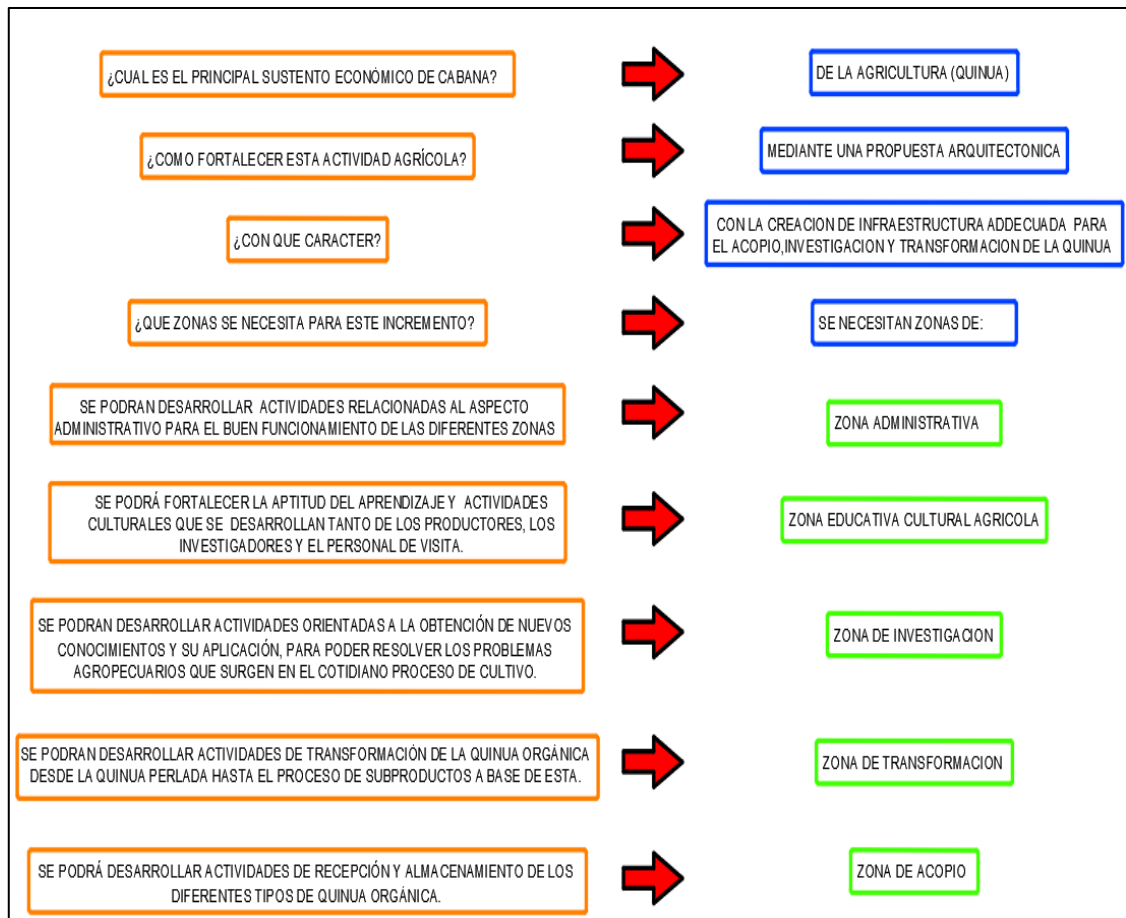 ¿CUAL ES EL PRINCIPAL SUSTENTO ECONÓMICO DE CABANA?
DE LA AGRICULTURA (QUINUA)
¿COMO FORTALECER ESTA ACTIVIDAD AGRÍCOLA?
MEDIANTE UNA PROPUESTA ARQUITECTONICA
¿CON QUE CARACTER?
CON LA CREACION DE INFRAESTRUCTURA ADDECUADA PARA
EL ACOPIO,INVESTIGACION Y TRANSFORMACION DE LA QUINUA
¿QUE ZONAS SE NECESITA PARA ESTE INCREMENTO?
SE NECESITAN ZONAS DE:
SE PODRAN DESARROLLAR ACTIVIDADES RELACIONADAS AL ASPECTO
ADMINISTRATIVO PARA EL BUEN FUNCIONAMIENTO DE LAS DIFERENTES ZONAS
ZONA ADMINISTRATIVA
SE PODRÁ FORTALECER LA APTITUD DEL APRENDIZAJE Y ACTIVIDADES
CULTURALES QUE SE DESARROLLAN TANTO DE LOS PRODUCTORES, LOS
INVESTIGADORES Y EL PERSONAL DE VISITA.
ZONA EDUCATIVA CULTURAL AGRICOLA
SE PODRAN DESARROLLAR ACTIVIDADES ORIENTADAS A LA OBTENCIÓN DE NUEVOS
CONOCIMIENTOS Y SU APLICACIÓN, PARA PODER RESOLVER LOS PROBLEMAS
AGROPECUARIOS QUE SURGEN EN EL COTIDIANO PROCESO DE CULTIVO.
ZONA DE INVESTIGACION
SE PODRAN DESARROLLAR ACTIVIDADES DE TRANSFORMACIÓN DE LA QUINUA ORGÁNICA
DESDE LA QUINUA PERLADA HASTA EL PROCESO DE SUBPRODUCTOS A BASE DE ESTA.
ZONA DE TRANSFORMACION
SE PODRÁ DESARROLLAR ACTIVIDADES DE RECEPCIÓN Y ALMACENAMIENTO DE LOS
DIFERENTES TIPOS DE QUINUA ORGÁNICA.
ZONA DE ACOPIO